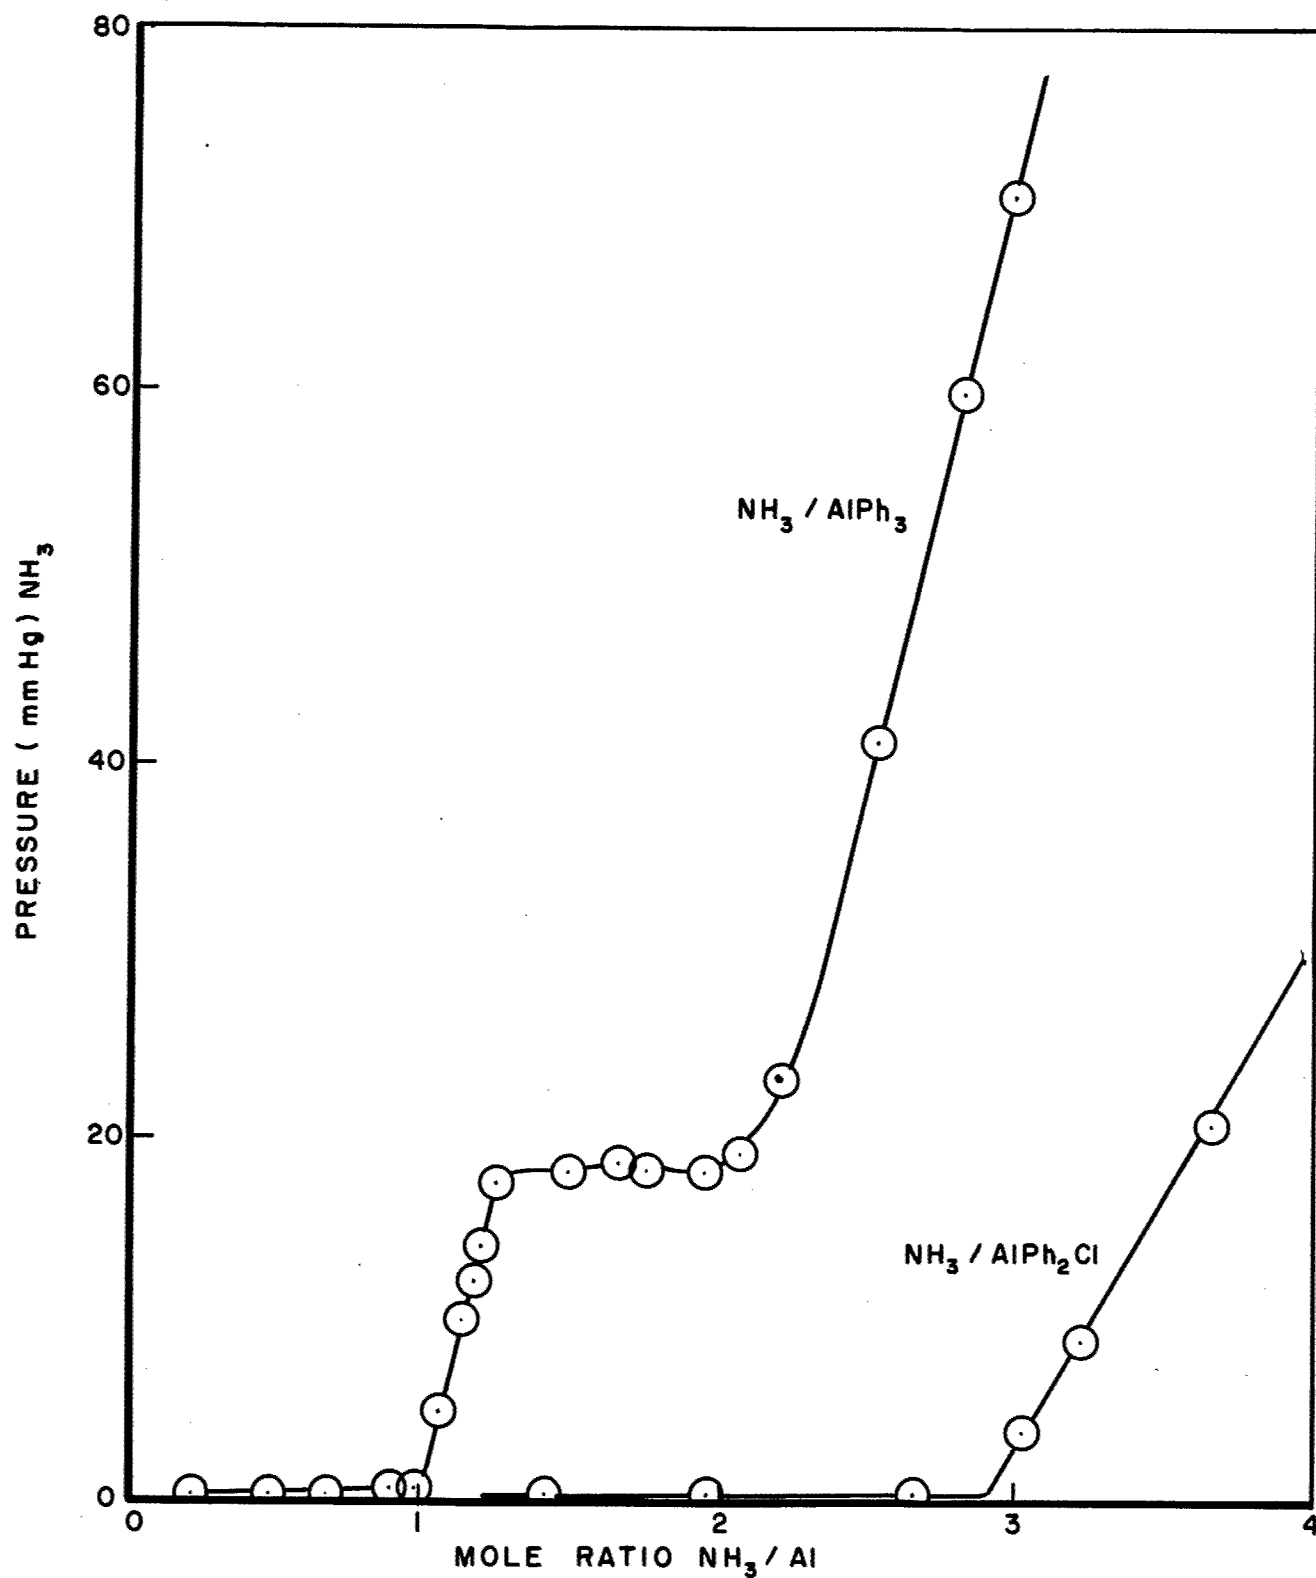 80
60
NH3 / AlPh3
PRESSURE ( mm Hg ) NH3
40
20
NH3 / AlPh2Cl
0
0 1 2 3 4
MOLE RATIO NH3 / Al